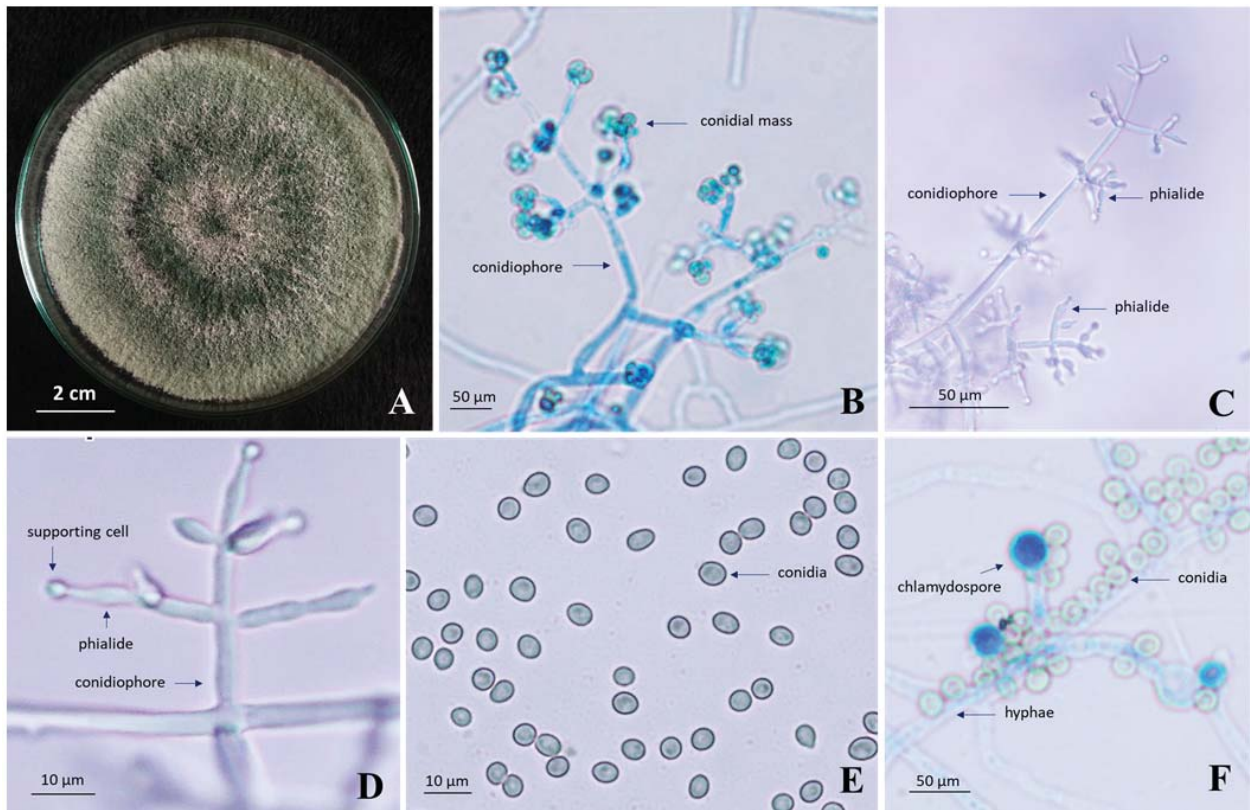 2 cm
A
conidial mass
conidiophore
50 µm
B
conidiophore
phialide
phialide
50 µm
C
supporting cell
phialide
conidiophore
10 µm
D
conidia
10 µm
E
chlamydospore
conidia
hyphae
50 µm
F